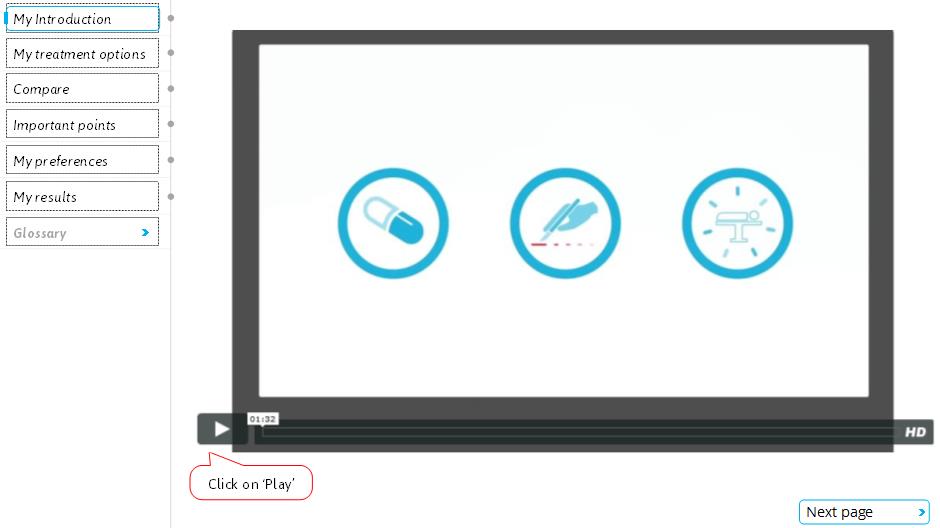 My Introduction
My treatment options
Compare
Important points
My preferences
My results
Glossary
01:32
HD
Click on ‘Play’
Next page